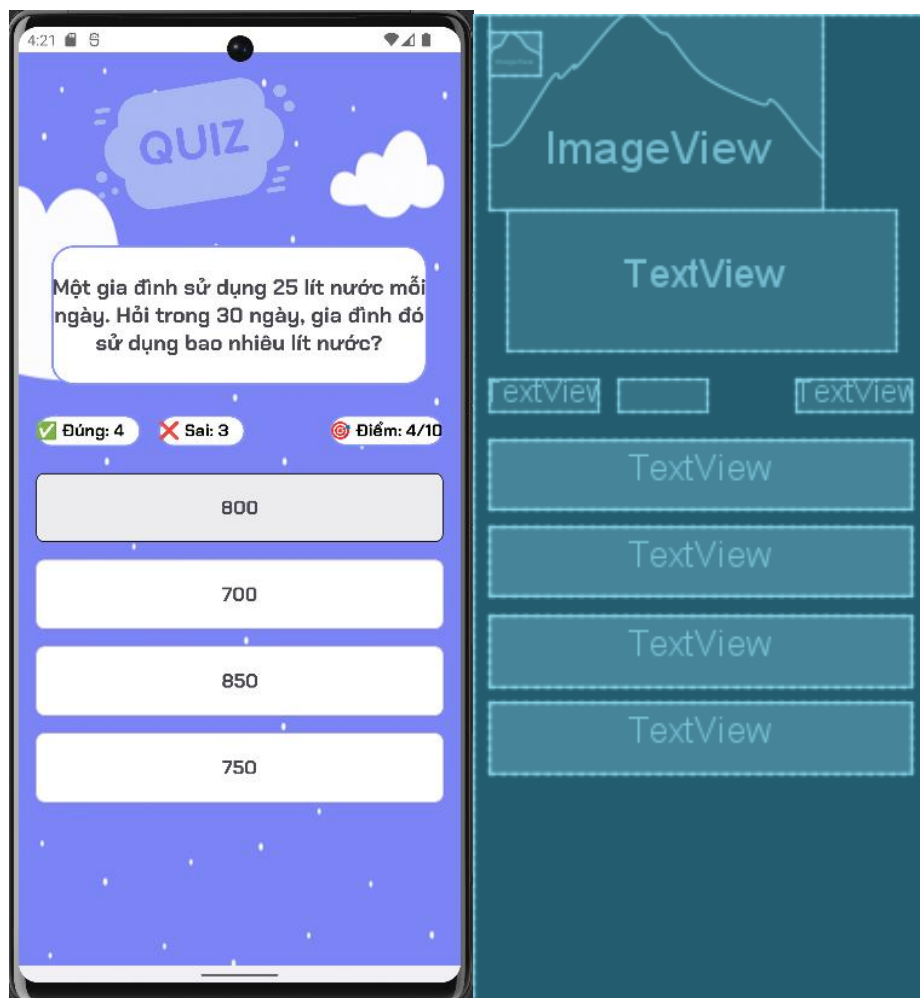 4:21
QUIZ
Một gia đình sử dụng 25 lít nước mỗi
ngày. Hỏi trong 30 ngày, gia đình đó
sử dụng bao nhiêu lít nước?
✅ Đúng: 4 ❌ Sai: 3 🎯 Điểm: 4/10
800
700
850
750
ImageView
ImageView
TextView
TextView TextView
TextView
TextView
TextView
TextView